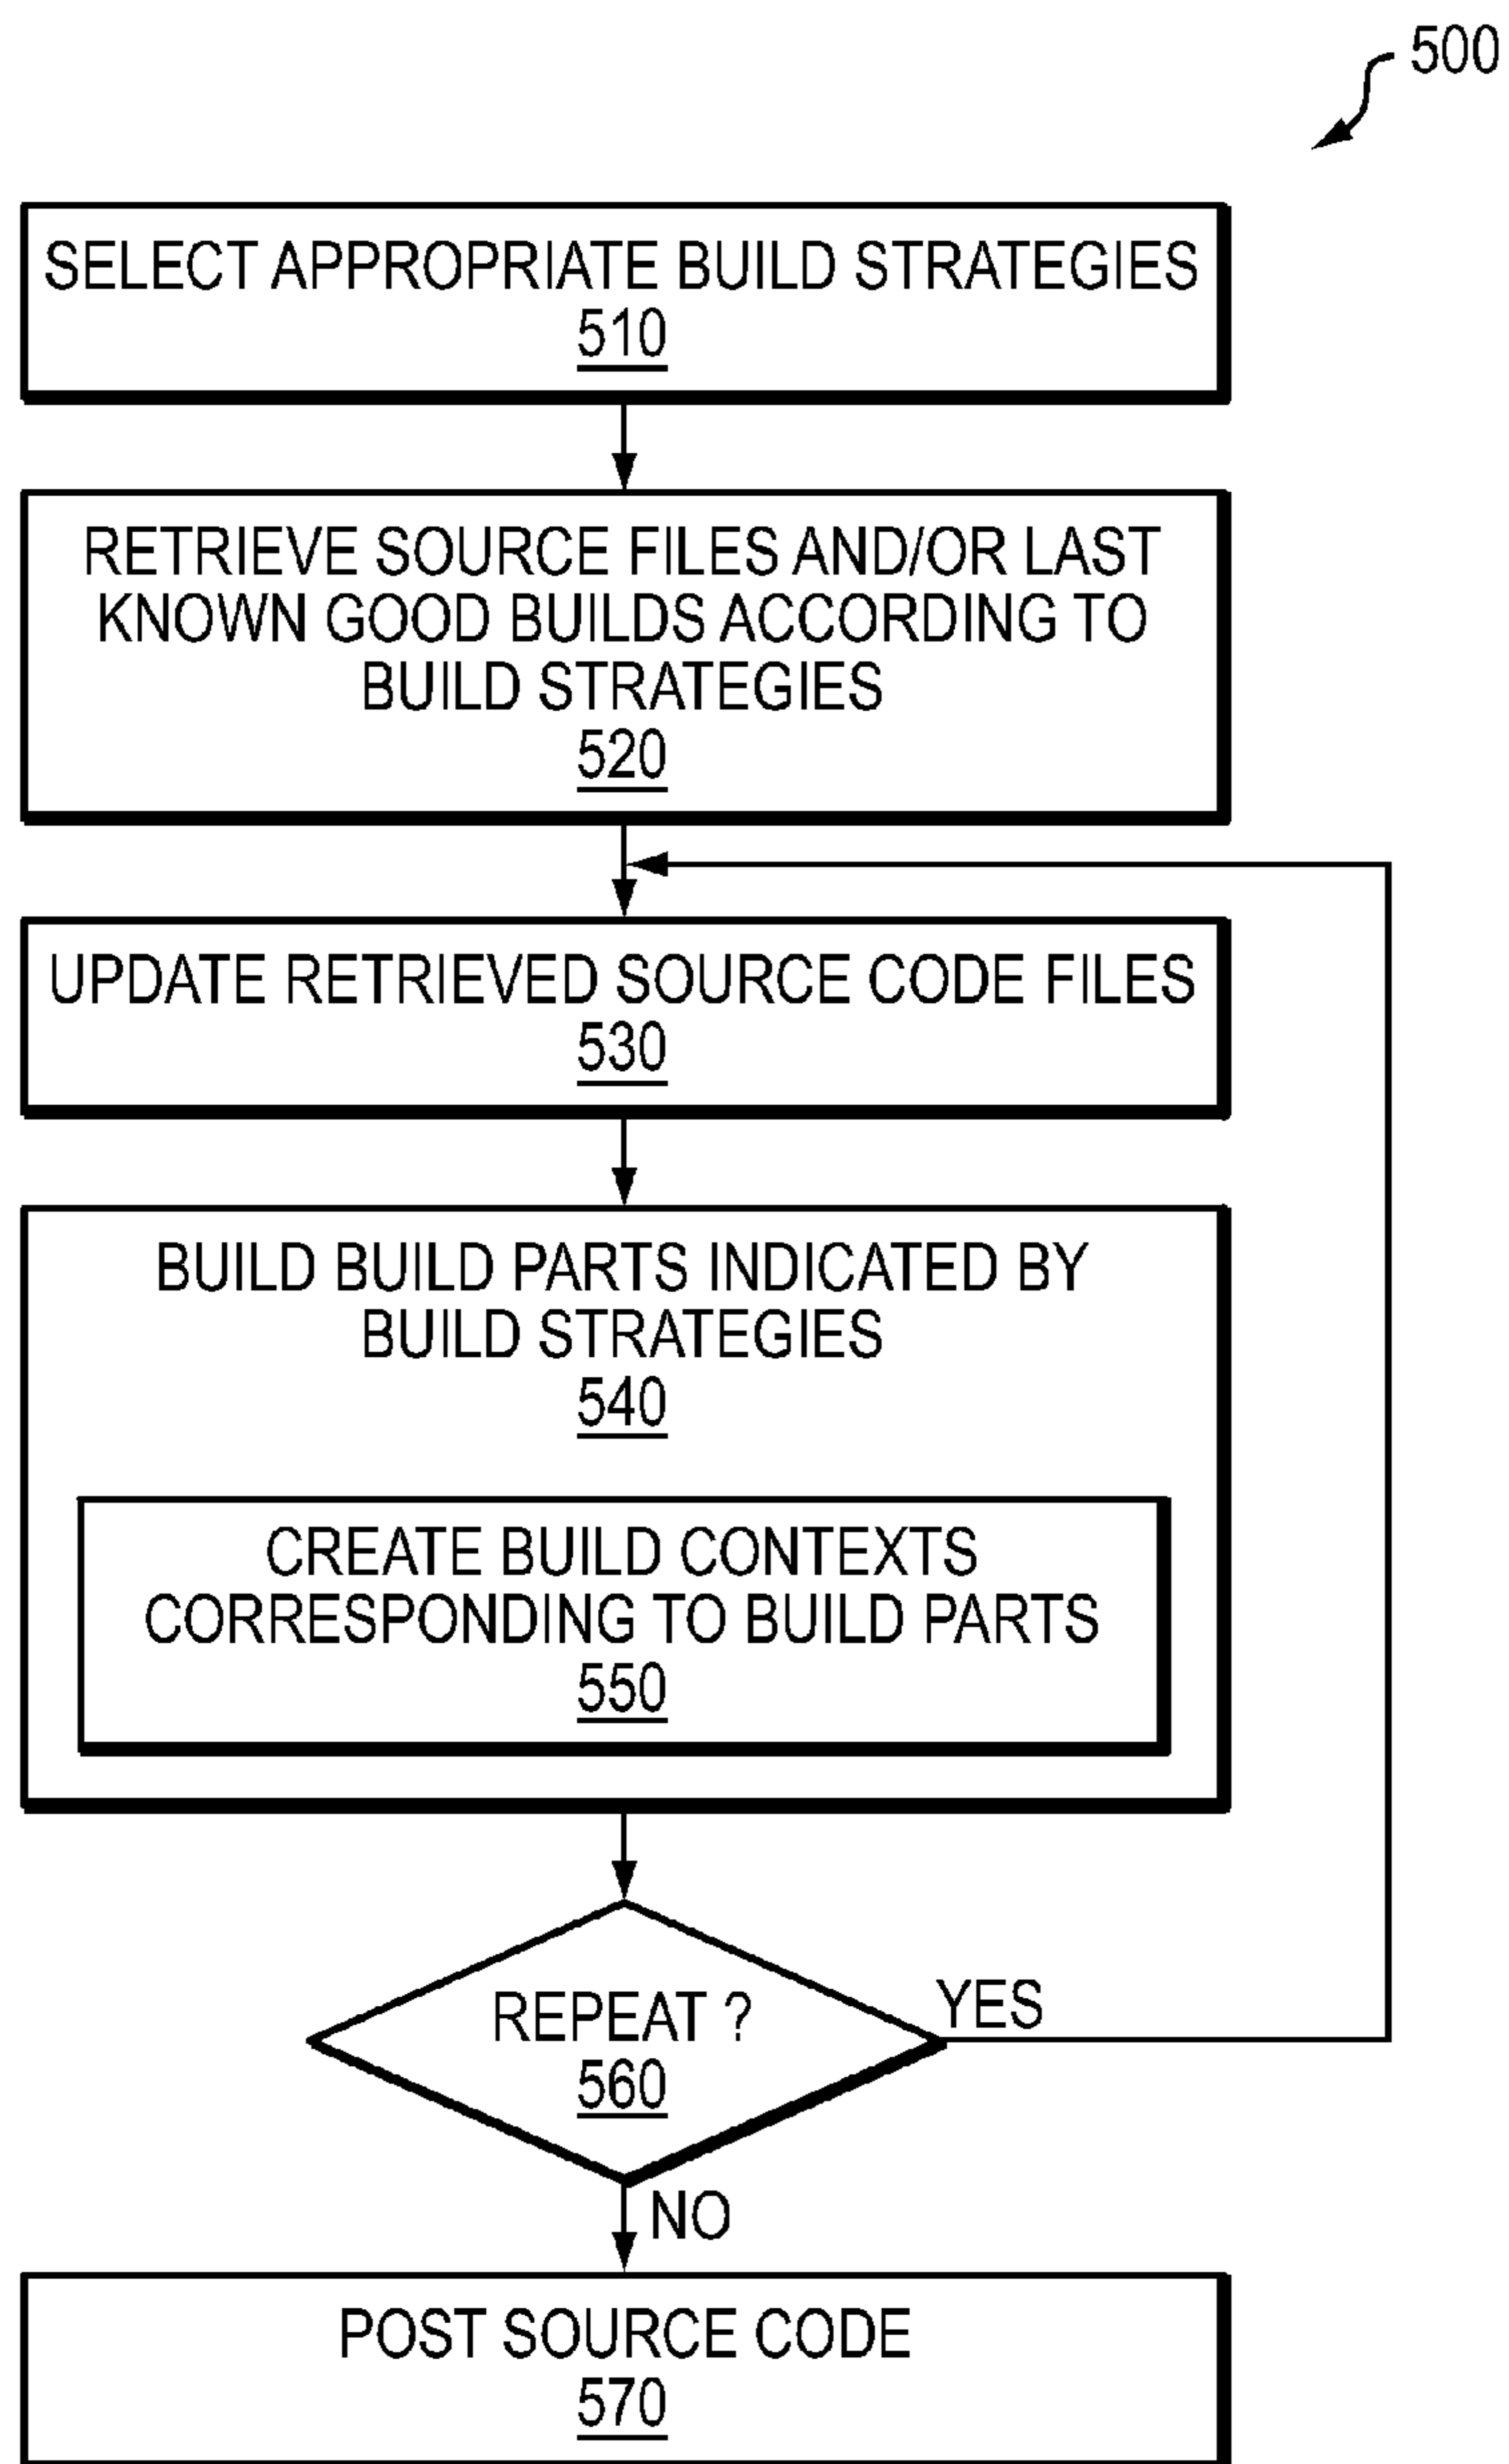 500
SELECT APPROPRIATE BUILD STRATEGIES
510
RETRIEVE SOURCE FILES AND/OR LAST
KNOWN GOOD BUILDS ACCORDING TO
BUILD STRATEGIES
520
UPDATE RETRIEVED SOURCE CODE FILES
530
BUILD BUILD PARTS INDICATED BY
BUILD STRATEGIES
540
CREATE BUILD CONTEXTS
CORRESPONDING TO BUILD PARTS
550
REPEAT ?
560
YES
NO
POST SOURCE CODE
570